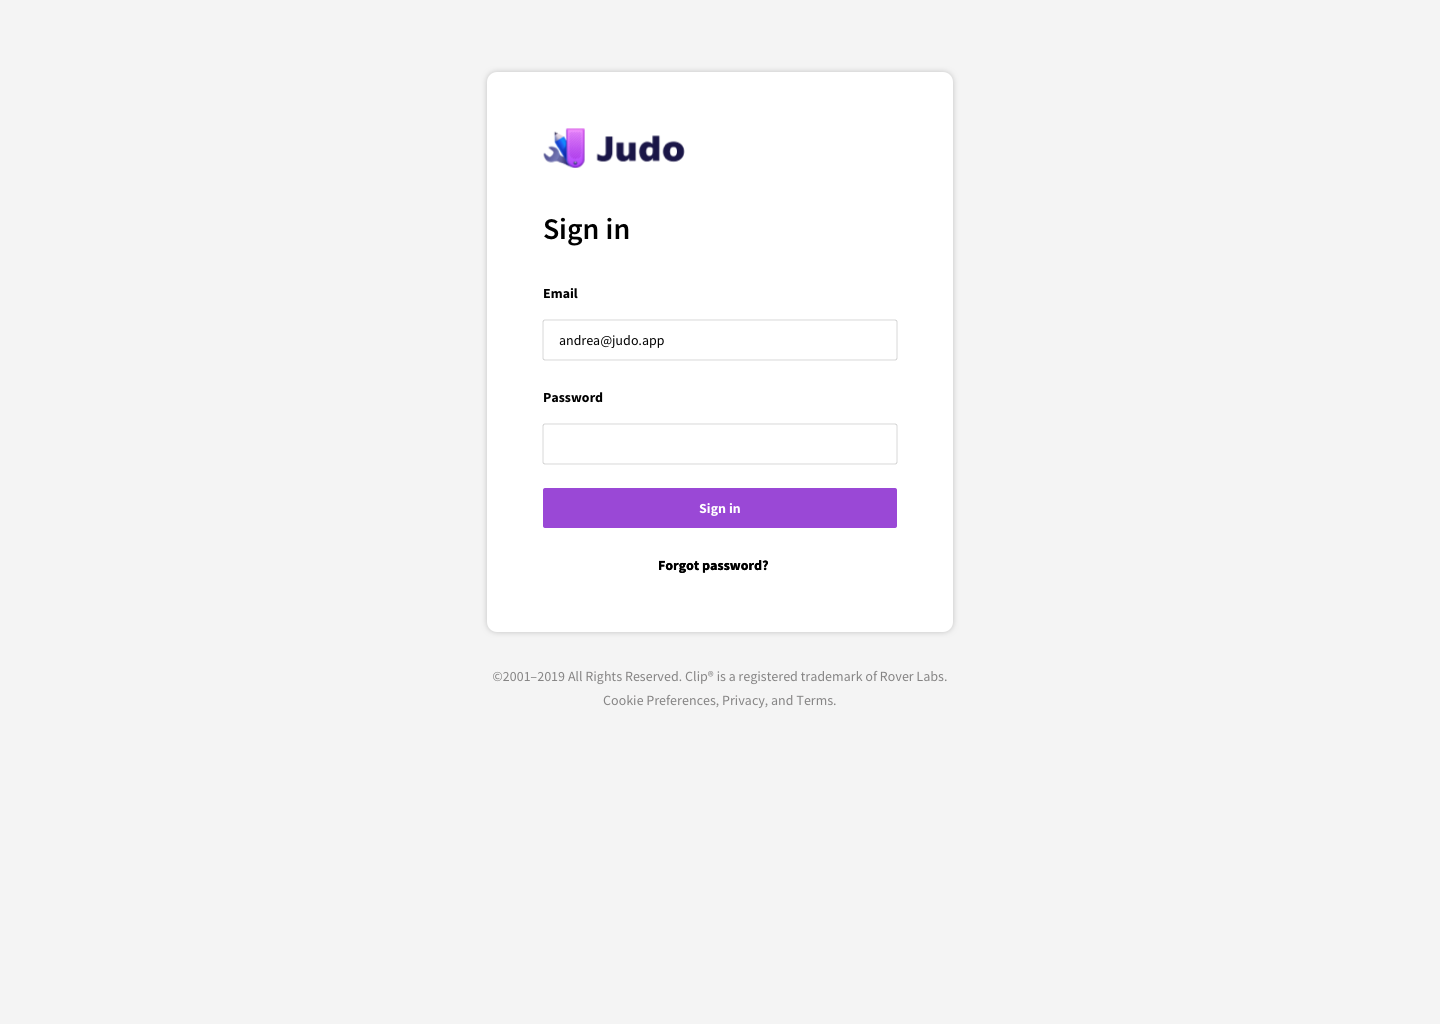 Judo
Sign in
Email
andrea@judo.app
Password
Sign in
Forgot password?
©2001–2019 All Rights Reserved. Clip® is a registered trademark of Rover Labs.
Cookie Preferences, Privacy, and Terms.